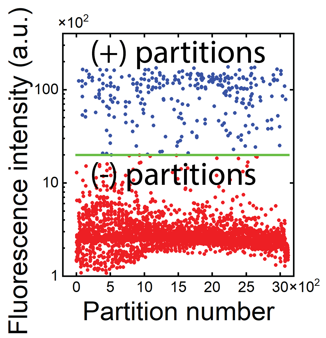 ×10²
(+) partitions
100
Fluorescence intensity (a.u.)
(-) partitions
10
1
0 5 10 15 20 25 30×10²
Partition number